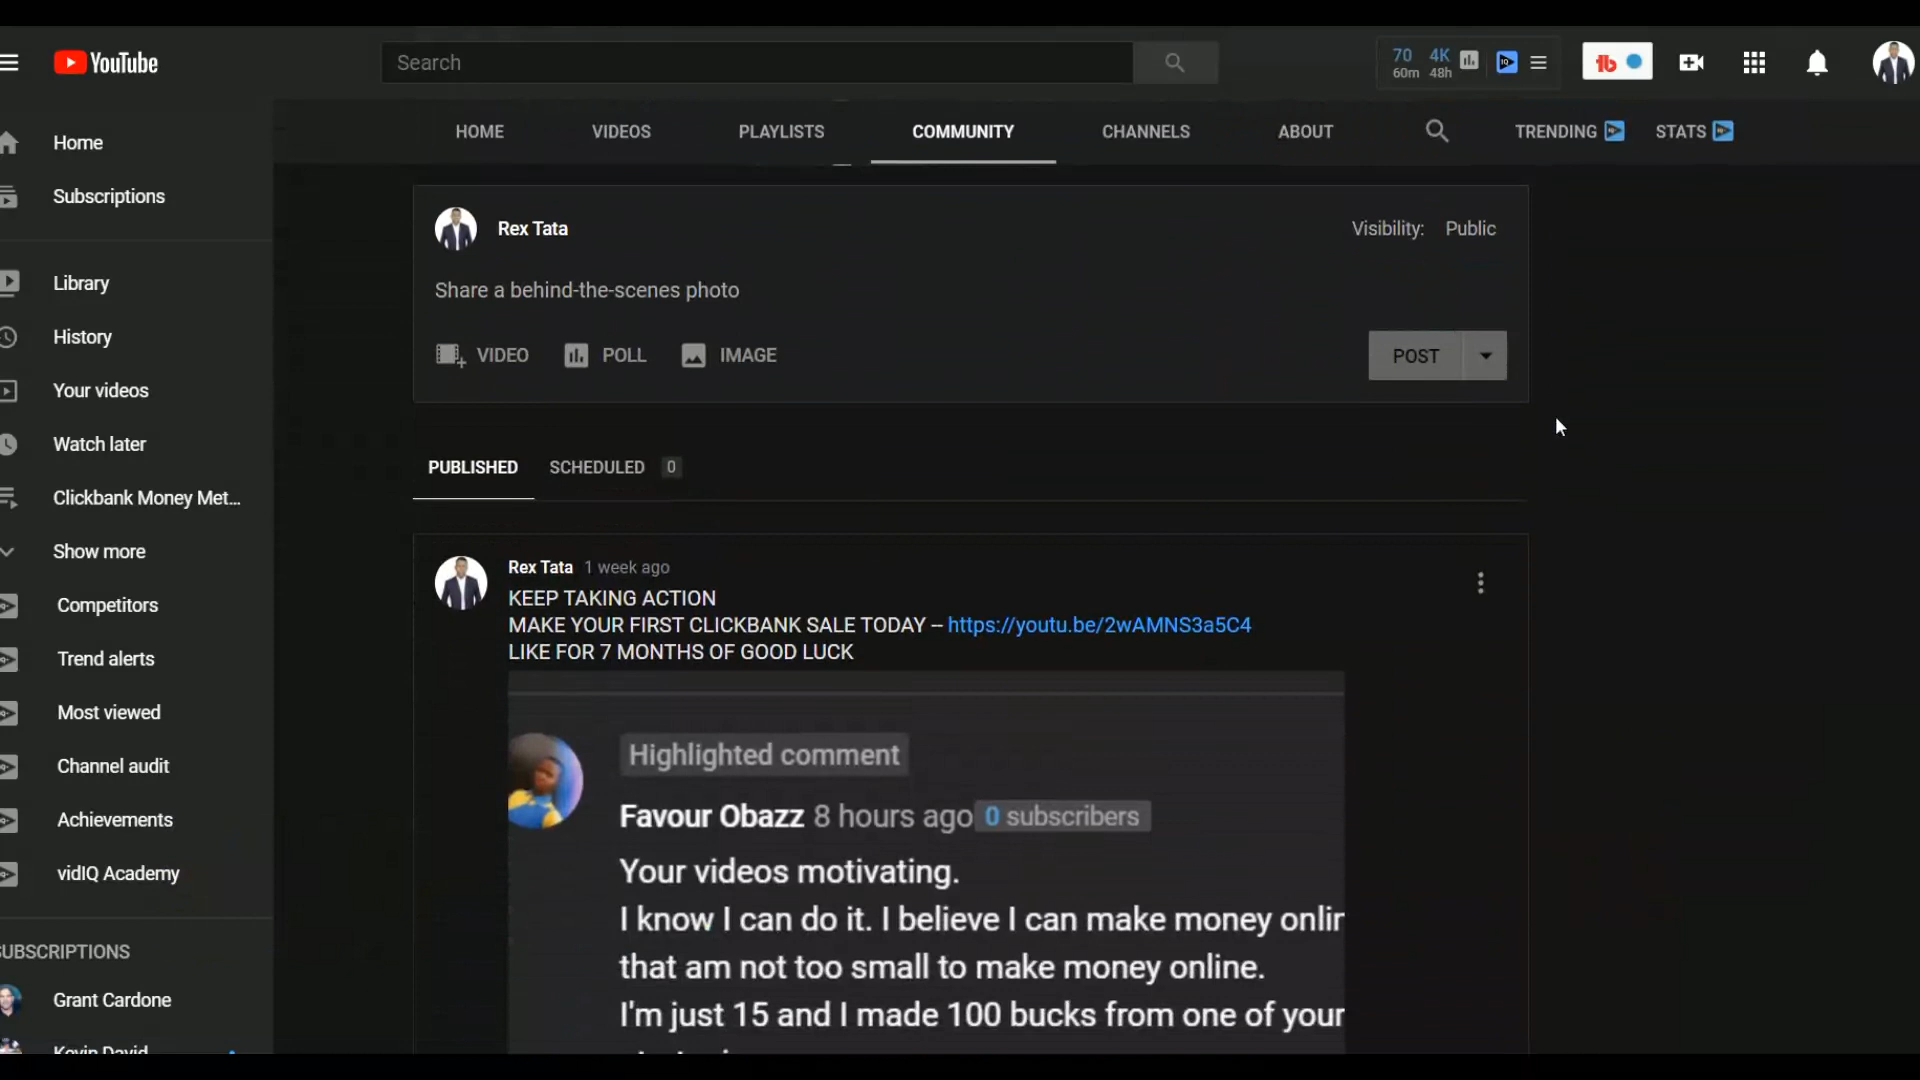 YouTube
Search
70 4K
60m 48h
HOME VIDEOS PLAYLISTS COMMUNITY CHANNELS ABOUT TRENDING STATS
Home
Subscriptions
Library
History
Your videos
Watch later
Clickbank Money Met...
Show more
Competitors
Trend alerts
Most viewed
Channel audit
Achievements
vidIQ Academy
UBSCRIPTIONS
Grant Cardone
Kevin David
Rex Tata
Visibility: Public
Share a behind-the-scenes photo
VIDEO POLL IMAGE
POST
PUBLISHED SCHEDULED 0
Rex Tata 1 week ago
KEEP TAKING ACTION
MAKE YOUR FIRST CLICKBANK SALE TODAY – https://youtu.be/2wAMNS3a5C4
LIKE FOR 7 MONTHS OF GOOD LUCK
Highlighted comment
Favour Obazz 8 hours ago 0 subscribers
Your videos motivating.
I know I can do it. I believe I can make money onlin
that am not too small to make money online.
I'm just 15 and I made 100 bucks from one of your